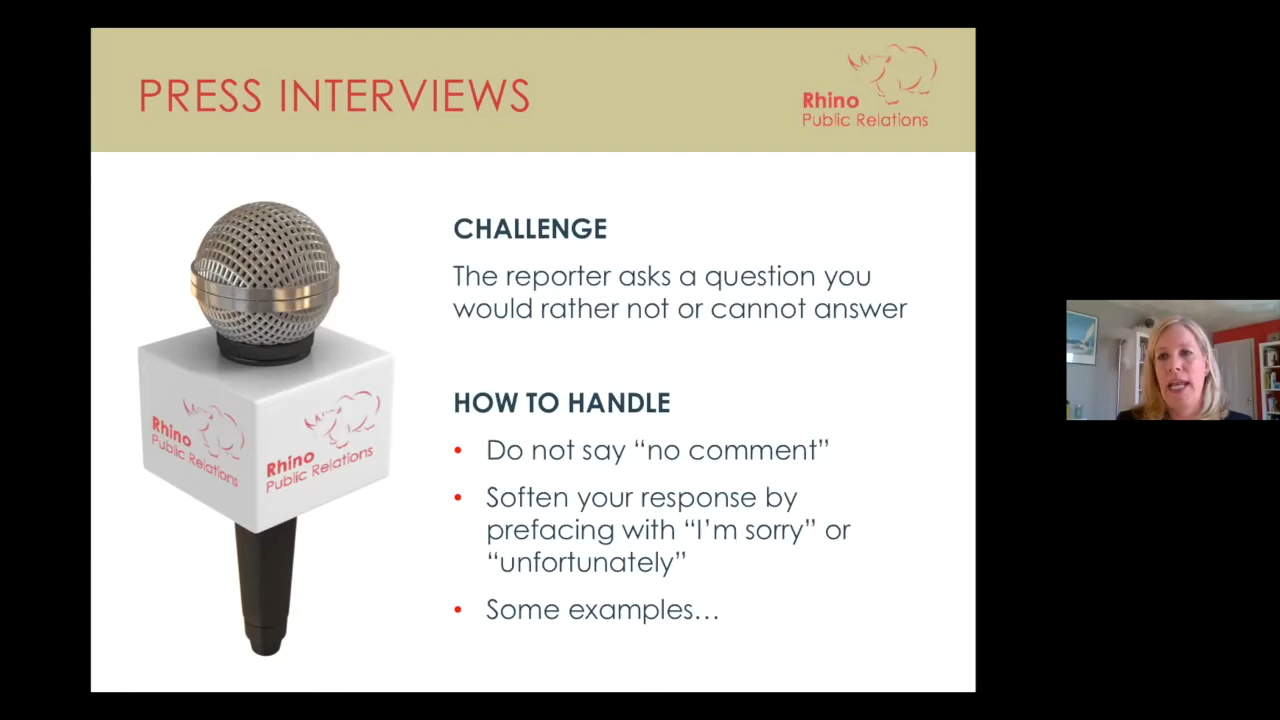 PRESS INTERVIEWS
Rhino
Public Relations
CHALLENGE
The reporter asks a question you
would rather not or cannot answer
HOW TO HANDLE
• Do not say “no comment”
• Soften your response by
prefacing with “I’m sorry” or
“unfortunately”
• Some examples…
Rhino
Public Relations
Rhino
Public Relations